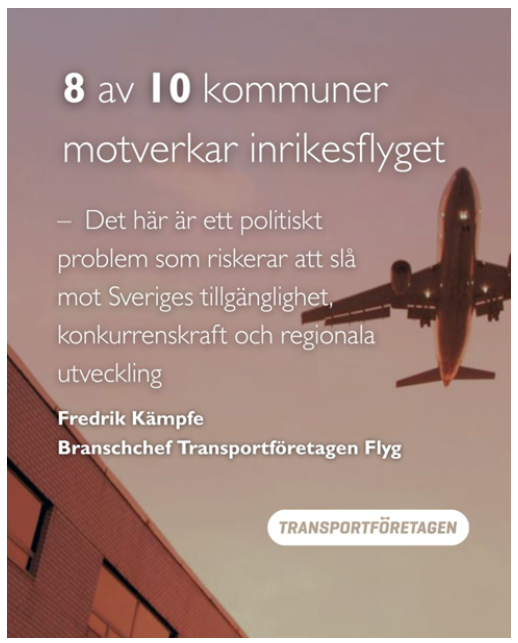 8 av 10 kommuner
motverkar inrikesflyget
– Det här är ett politiskt
problem som riskerar att slå
mot Sveriges tillgänglighet,
konkurrenskraft och regionala
utveckling
Fredrik Kämpfe
Branschchef Transportföretagen Flyg
TRANSPORTFÖRETAGEN